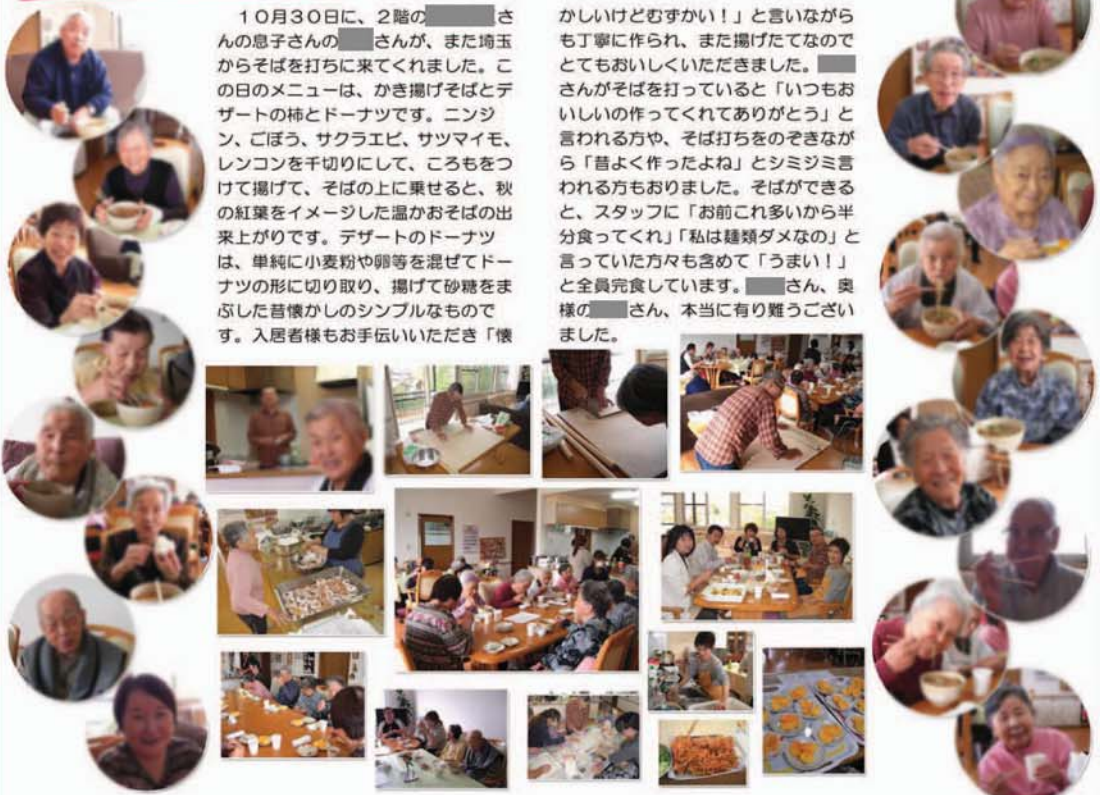 １０月３０日に、２階の さ
んの息子さんの さんが、また埼玉
からそばを打ちに来てくれました。こ
の日のメニューは、かき揚げそばとデ
ザートの柿とドーナツです。ニンジ
ン、ごぼう、サクラエビ、サツマイモ、
レンコンを千切りにして、ころもをつ
けて揚げて、そばの上に乗せると、秋
の紅葉をイメージした温かおそばの出
来上がりです。デザートのドーナツ
は、単純に小麦粉や卵等を混ぜてドー
ナツの形に切り取り、揚げて砂糖をま
ぶした昔懐かしのシンプルなもので
す。入居者様もお手伝いいただき「懐
かしいけどむずかい！」と言いながら
も丁寧に作られ、また揚げたてなので
とてもおいしくいただきました。
さんがそばを打っていると「いつもお
いしいの作ってくれてありがとう」と
言われる方や、そば打ちをのぞきなが
ら「昔よく作ったよね」とシミジミ言
われる方もおりました。そばができる
と、スタッフに「お前これ多いから半
分食ってくれ」「私は麺類ダメなの」と
言っていた方々も含めて「うまい！」
と全員完食しています。 さん、奥
様の さん、本当に有り難うござい
ました。